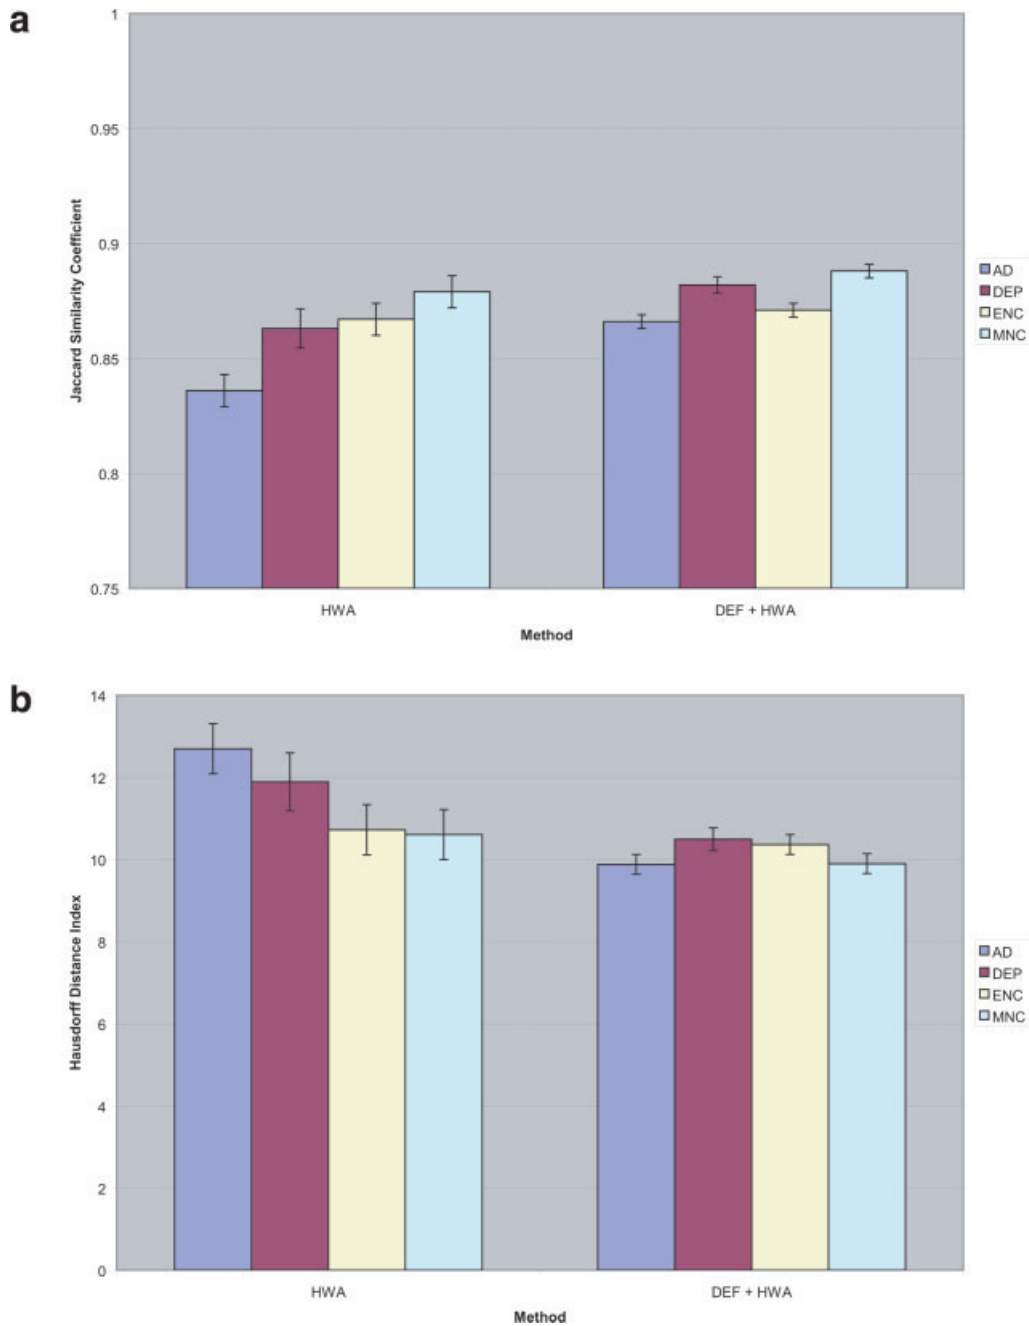 a
1
0.95
0.9
0.85
0.8
0.75
Jaccard Similarity Coefficient
HWA
DEF + HWA
Method
AD
DEP
ENC
MNC
b
14
12
10
8
6
4
2
0
Hausdorff Distance Index
HWA
DEF + HWA
Method
AD
DEP
ENC
MNC